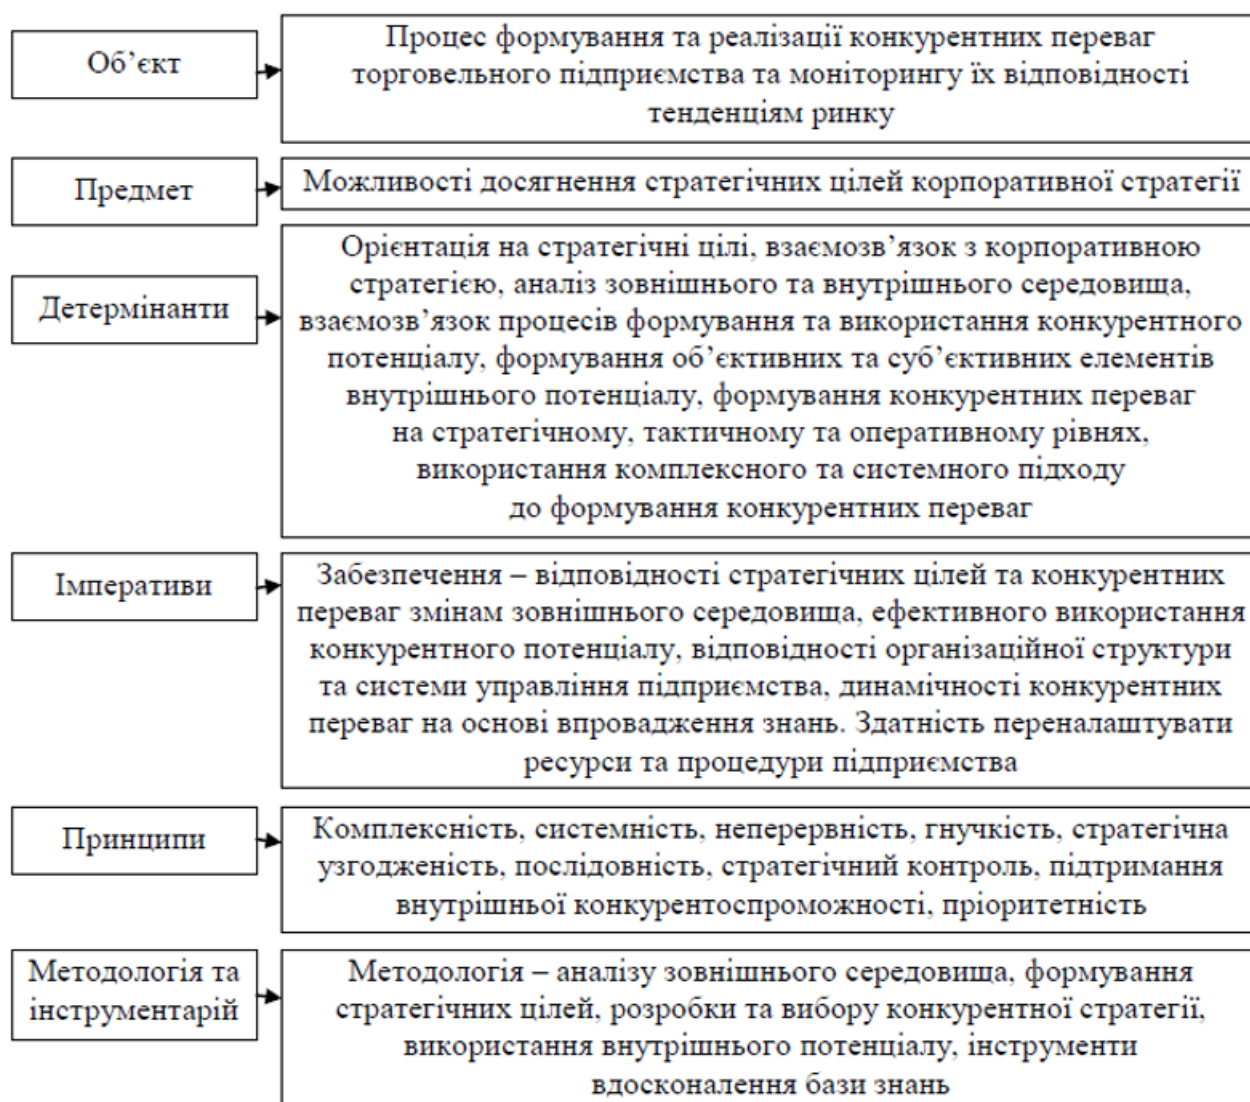 Об’єкт
Процес формування та реалізації конкурентних переваг
торговельного підприємства та моніторингу їх відповідності
тенденціям ринку
Предмет
Можливості досягнення стратегічних цілей корпоративної стратегії
Детермінанти
Орієнтація на стратегічні цілі, взаємозв’язок з корпоративною
стратегією, аналіз зовнішнього та внутрішнього середовища,
взаємозв’язок процесів формування та використання конкурентного
потенціалу, формування об’єктивних та суб’єктивних елементів
внутрішнього потенціалу, формування конкурентних переваг
на стратегічному, тактичному та оперативному рівнях,
використання комплексного та системного підходу
до формування конкурентних переваг
Імперативи
Забезпечення – відповідності стратегічних цілей та конкурентних
переваг змінам зовнішнього середовища, ефективного використання
конкурентного потенціалу, відповідності організаційної структури
та системи управління підприємства, динамічності конкурентних
переваг на основі впровадження знань. Здатність переналаштувати
ресурси та процедури підприємства
Принципи
Комплексність, системність, неперервність, гнучкість, стратегічна
узгодженість, послідовність, стратегічний контроль, підтримання
внутрішньої конкурентоспроможності, пріоритетність
Методологія та
інструментарій
Методологія – аналізу зовнішнього середовища, формування
стратегічних цілей, розробки та вибору конкурентної стратегії,
використання внутрішнього потенціалу, інструменти
вдосконалення бази знань